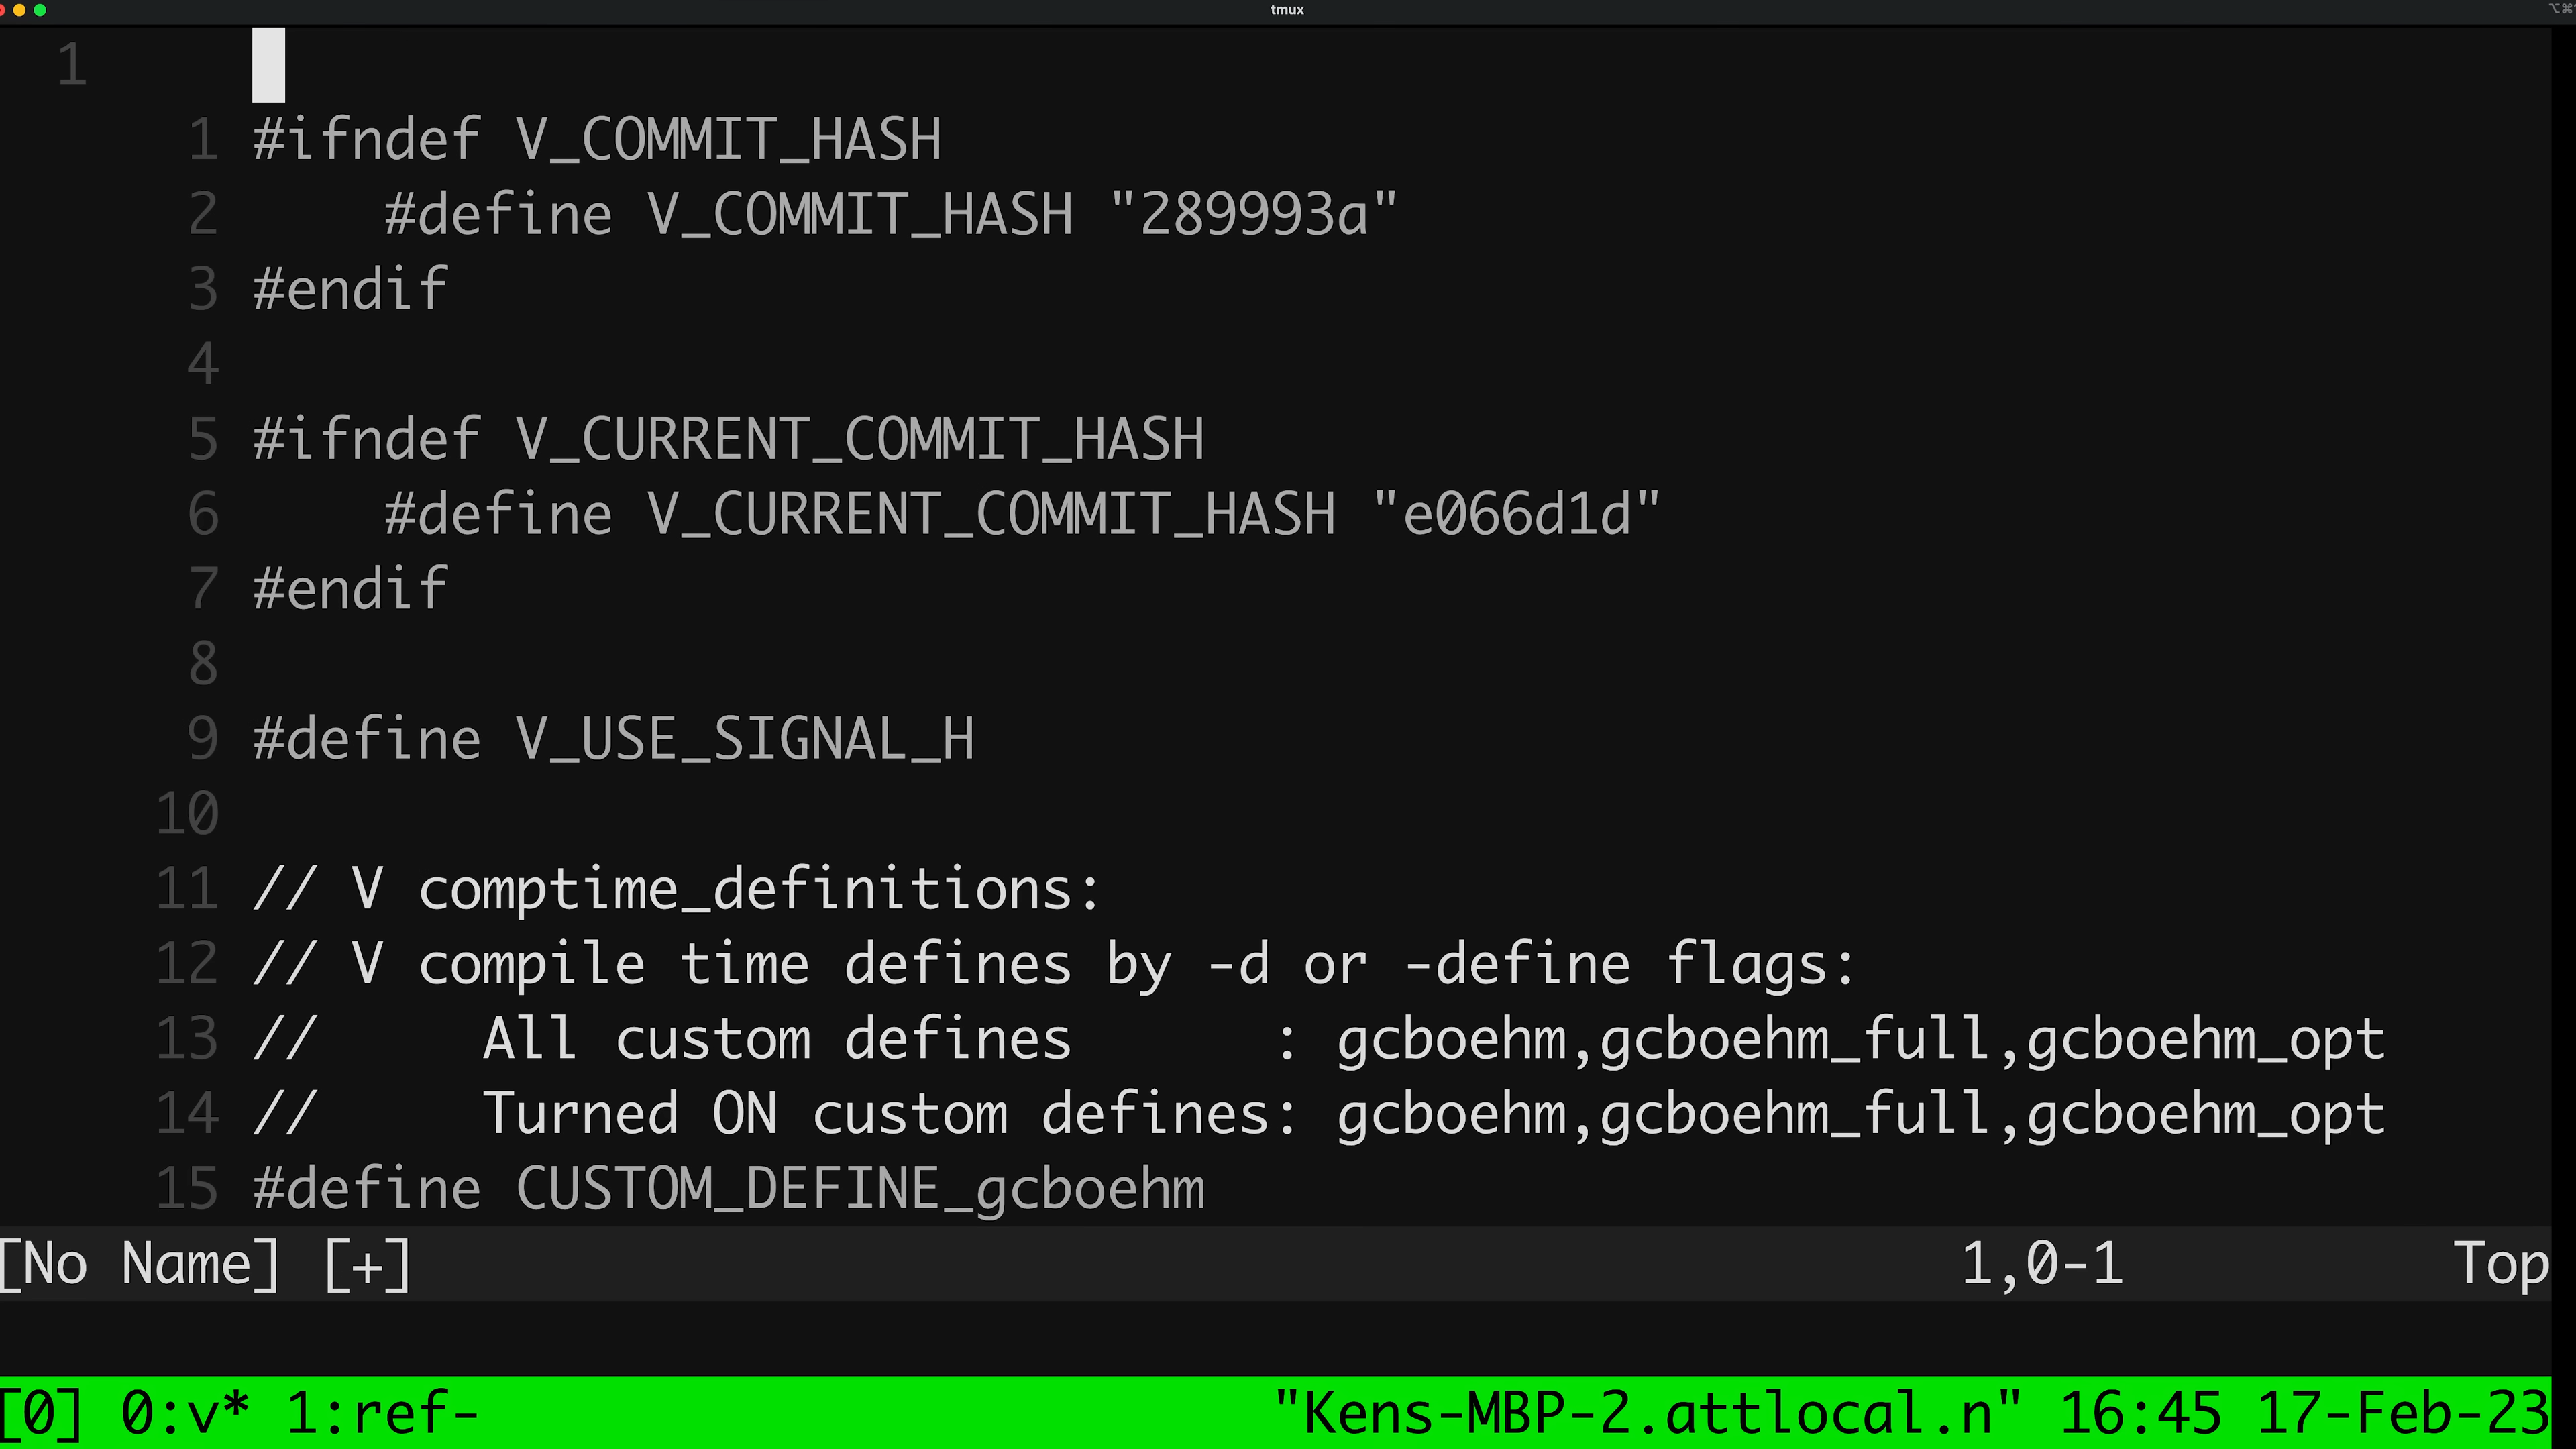 tmux
⌥⌘
1
1 #ifndef V_COMMIT_HASH
2     #define V_COMMIT_HASH "289993a"
3 #endif
4
5 #ifndef V_CURRENT_COMMIT_HASH
6     #define V_CURRENT_COMMIT_HASH "e066d1d"
7 #endif
8
9 #define V_USE_SIGNAL_H
10
11 // V comptime_definitions:
12 // V compile time defines by -d or -define flags:
13 //     All custom defines      : gcboehm,gcboehm_full,gcboehm_opt
14 //     Turned ON custom defines: gcboehm,gcboehm_full,gcboehm_opt
15 #define CUSTOM_DEFINE_gcboehm
[No Name] [+] 1,0-1 Top
[0] 0:v* 1:ref- "Kens-MBP-2.attlocal.n" 16:45 17-Feb-23